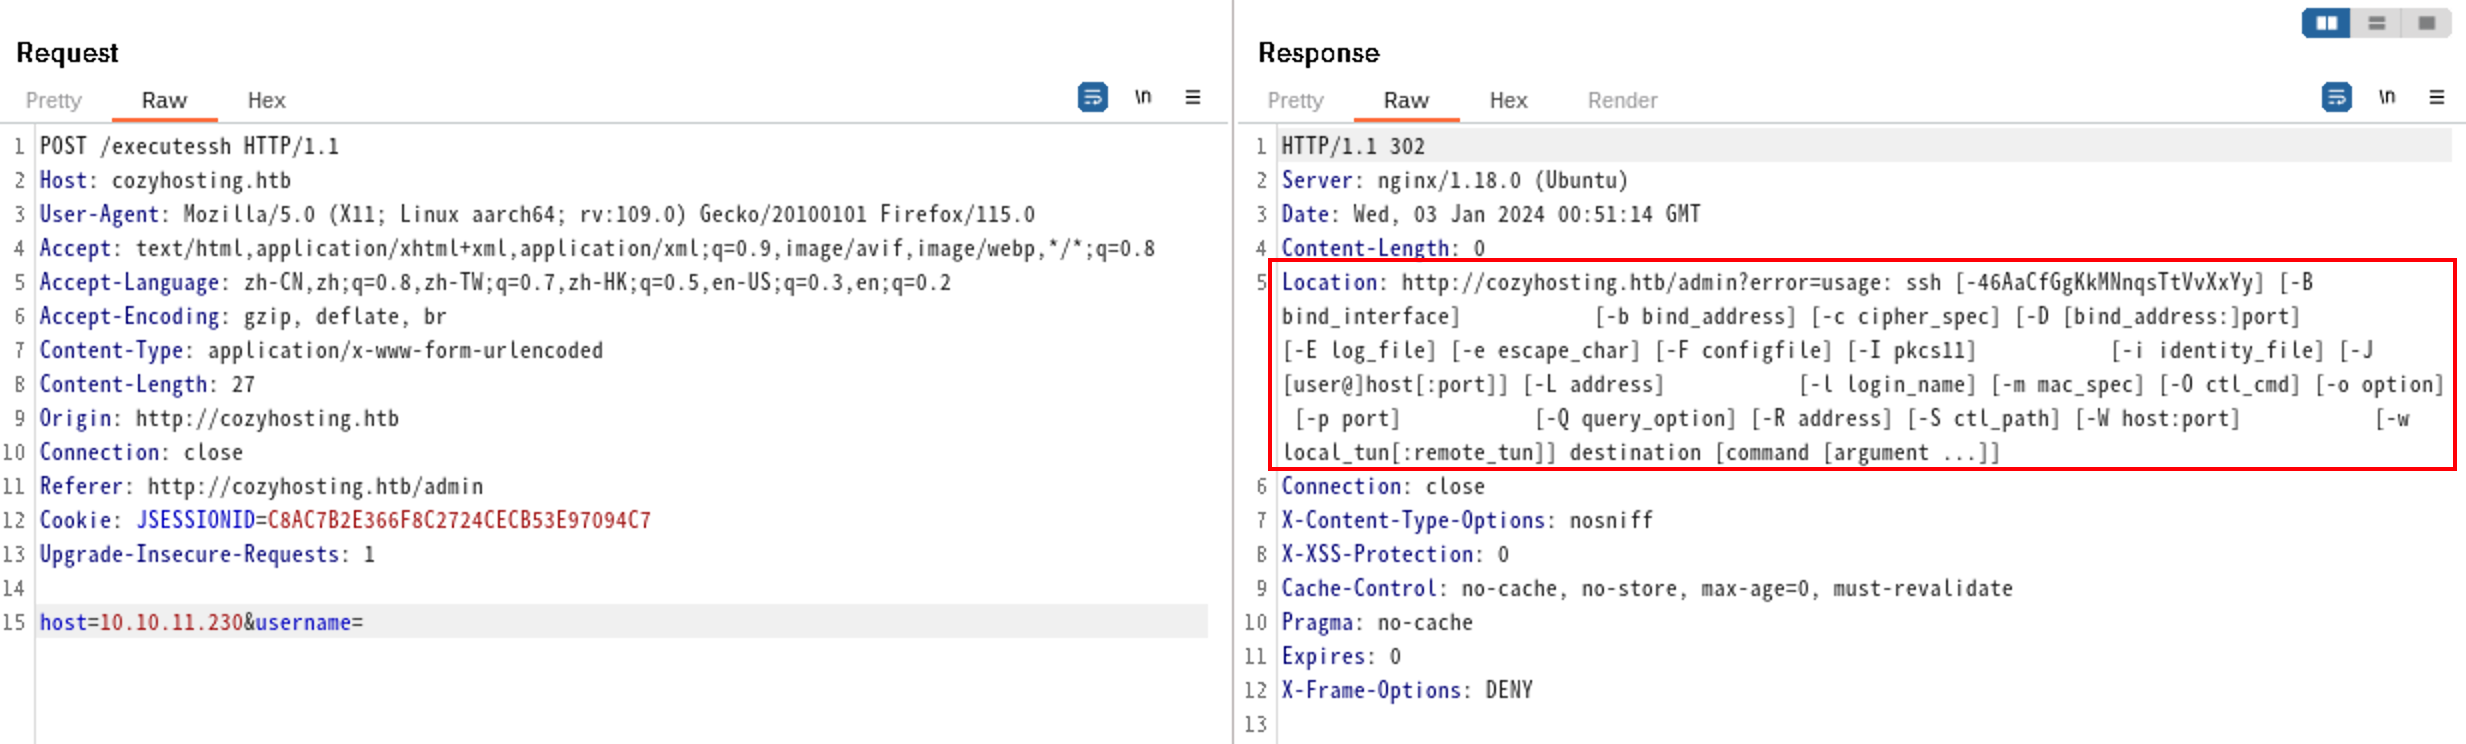 Request
Pretty Raw Hex
\n
1 POST /executessh HTTP/1.1
2 Host: cozyhosting.htb
3 User-Agent: Mozilla/5.0 (X11; Linux aarch64; rv:109.0) Gecko/20100101 Firefox/115.0
4 Accept: text/html,application/xhtml+xml,application/xml;q=0.9,image/avif,image/webp,*/*;q=0.8
5 Accept-Language: zh-CN,zh;q=0.8,zh-TW;q=0.7,zh-HK;q=0.5,en-US;q=0.3,en;q=0.2
6 Accept-Encoding: gzip, deflate, br
7 Content-Type: application/x-www-form-urlencoded
8 Content-Length: 27
9 Origin: http://cozyhosting.htb
10 Connection: close
11 Referer: http://cozyhosting.htb/admin
12 Cookie: JSESSIONID=C8AC7B2E366F8C2724CECB53E97094C7
13 Upgrade-Insecure-Requests: 1
14
15 host=10.10.11.230&username=
Response
Pretty Raw Hex Render
\n
1 HTTP/1.1 302
2 Server: nginx/1.18.0 (Ubuntu)
3 Date: Wed, 03 Jan 2024 00:51:14 GMT
4 Content-Length: 0
5 Location: http://cozyhosting.htb/admin?error=usage: ssh [-46AaCfGgKkMNnqsTtVvXxYy] [-B
bind_interface] [-b bind_address] [-c cipher_spec] [-D [bind_address:]port]
[-E log_file] [-e escape_char] [-F configfile] [-I pkcs11] [-i identity_file] [-J
[user@]host[:port]] [-L address] [-l login_name] [-m mac_spec] [-O ctl_cmd] [-o option]
[-p port] [-Q query_option] [-R address] [-S ctl_path] [-W host:port] [-w
local_tun[:remote_tun]] destination [command [argument ...]]
6 Connection: close
7 X-Content-Type-Options: nosniff
8 X-XSS-Protection: 0
9 Cache-Control: no-cache, no-store, max-age=0, must-revalidate
10 Pragma: no-cache
11 Expires: 0
12 X-Frame-Options: DENY
13